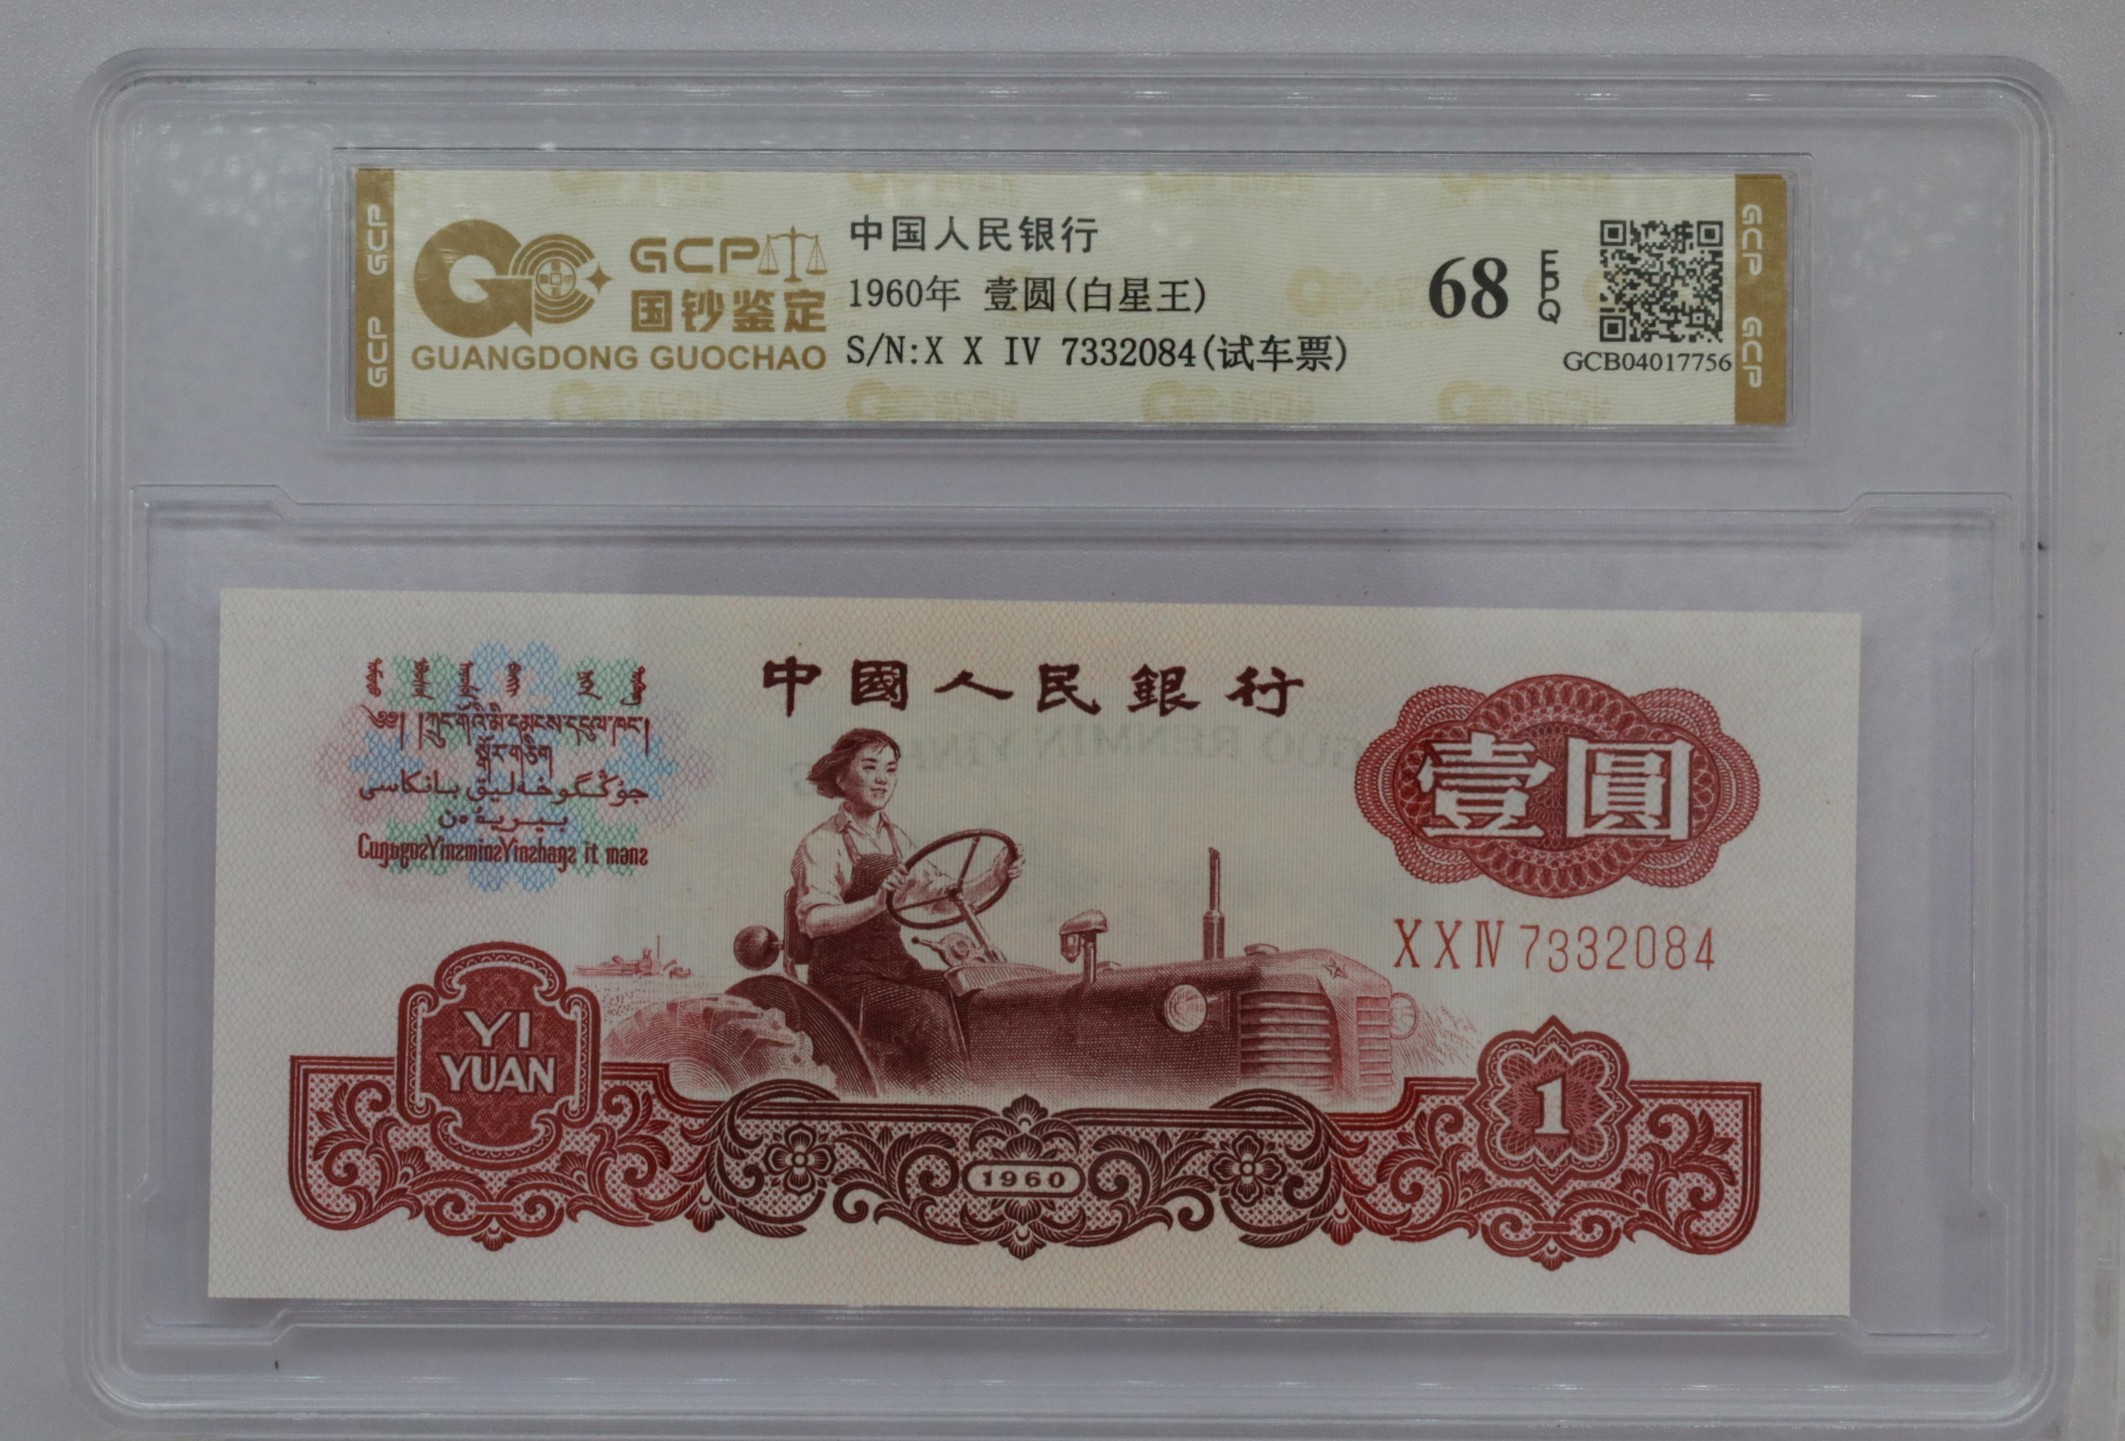 GCP
GCP
GCP
国钞鉴定
GUANGDONG GUOCHAO
中国人民银行
1960年 壹圆(白星王)
S/N:X X IV 7332084(试车票)
68 EPQ
GCB04017756
GCP
GCP
中國人民銀行
壹圓
XXIV 7332084
YI
YUAN
1960
1